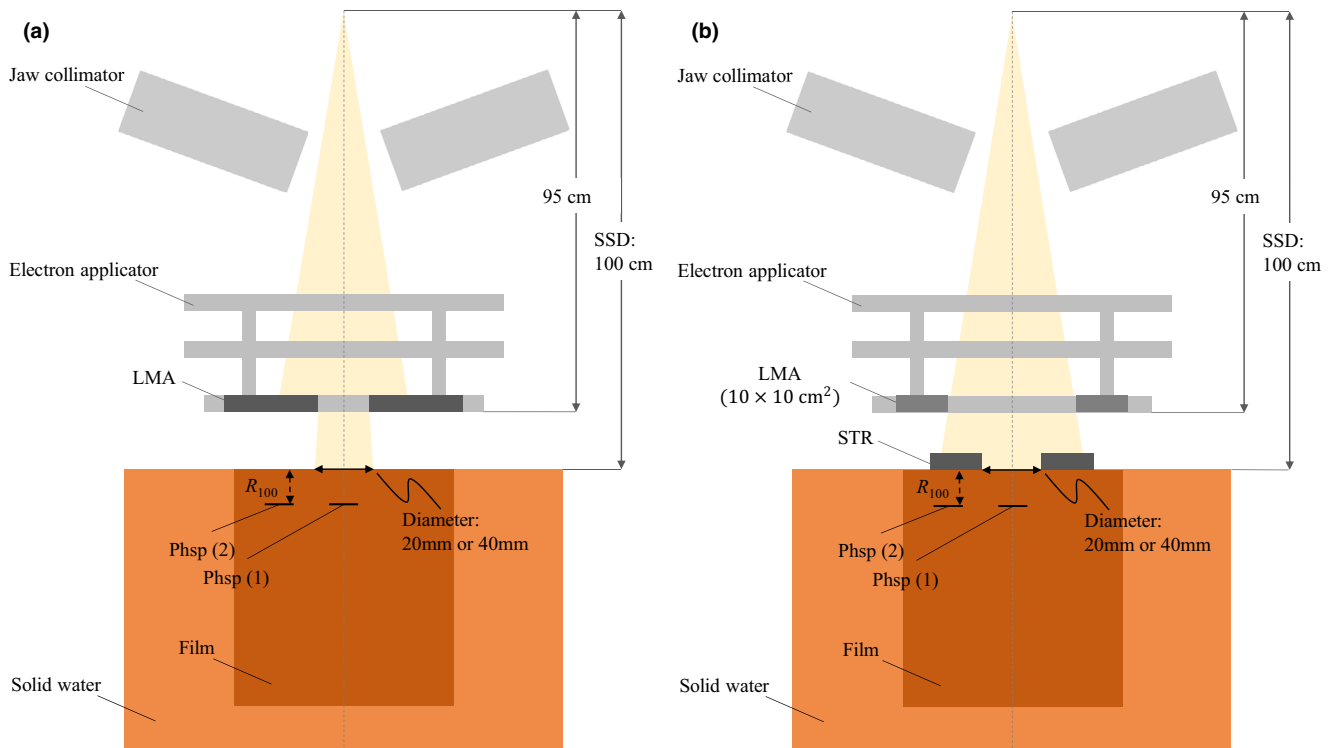 (a)
Jaw collimator
95 cm
SSD:
100 cm
Electron applicator
LMA
R100
Diameter:
20mm or 40mm
Phsp (2)
Phsp (1)
Film
Solid water
(b)
Jaw collimator
95 cm
SSD:
100 cm
Electron applicator
LMA
(10 × 10 cm²)
STR
R100
Diameter:
20mm or 40mm
Phsp (2)
Phsp (1)
Film
Solid water